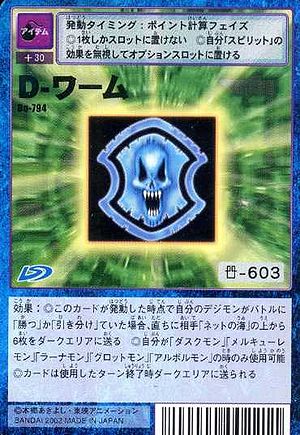 アイテム
+30
発動タイミング:ポイント計算フェイズ
◎1枚しかスロットに置けない ◎自分「スピリット」の
効果を無視してオプションスロットに置ける
D-ワーム
Bo-794
-603
効果:◎このカードが発動した時点で自分のデジモンがバトルに
「勝つ」か「引き分け」ていた場合、直ちに相手「ネットの海」の上から
6枚をダークエリアに送る ◎自分が「ダスクモン」「メルキューレ
モン」「ラーナモン」「グロットモン」「アルボルモン」の時のみ使用可能
◎カードは使用したターン終了時ダークエリアに送られる
©本郷あきよし・東映アニメーション
BANDAI 2002 MADE IN JAPAN